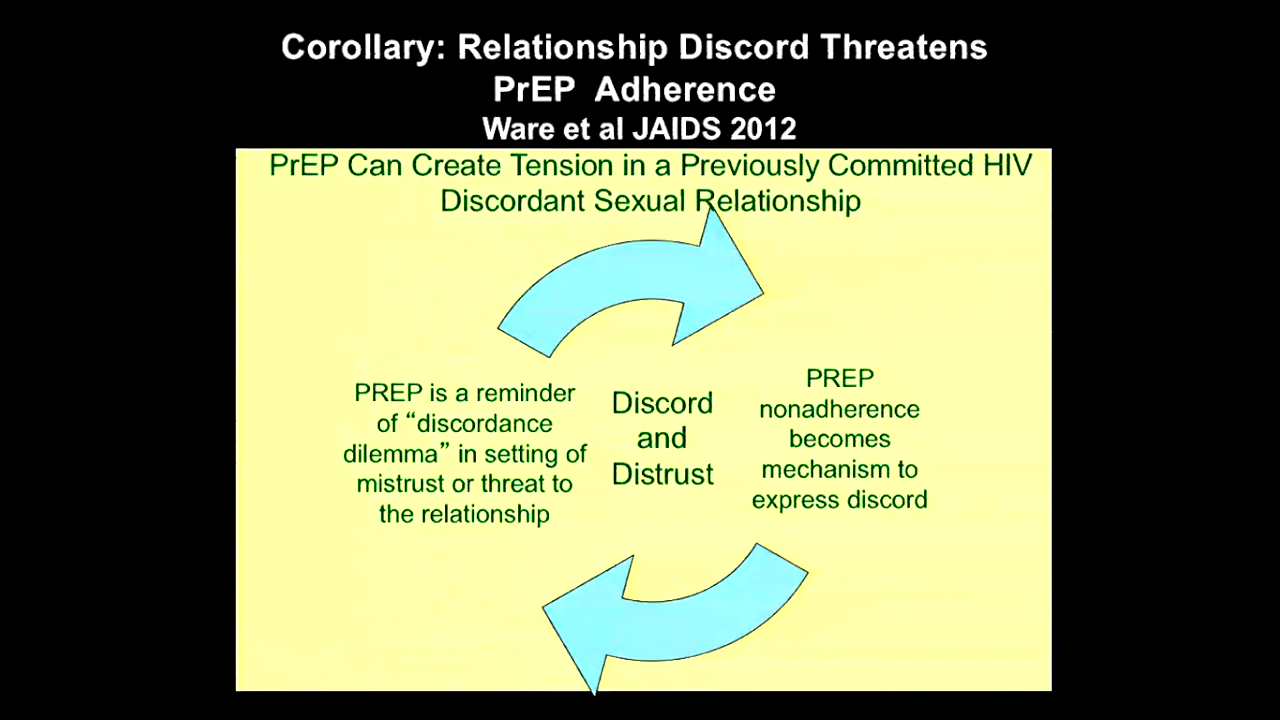 Corollary: Relationship Discord Threatens
PrEP Adherence
Ware et al JAIDS 2012
PrEP Can Create Tension in a Previously Committed HIV
Discordant Sexual Relationship
PREP is a reminder
of “discordance
dilemma” in setting of
mistrust or threat to
the relationship
Discord
and
Distrust
PREP
nonadherence
becomes
mechanism to
express discord